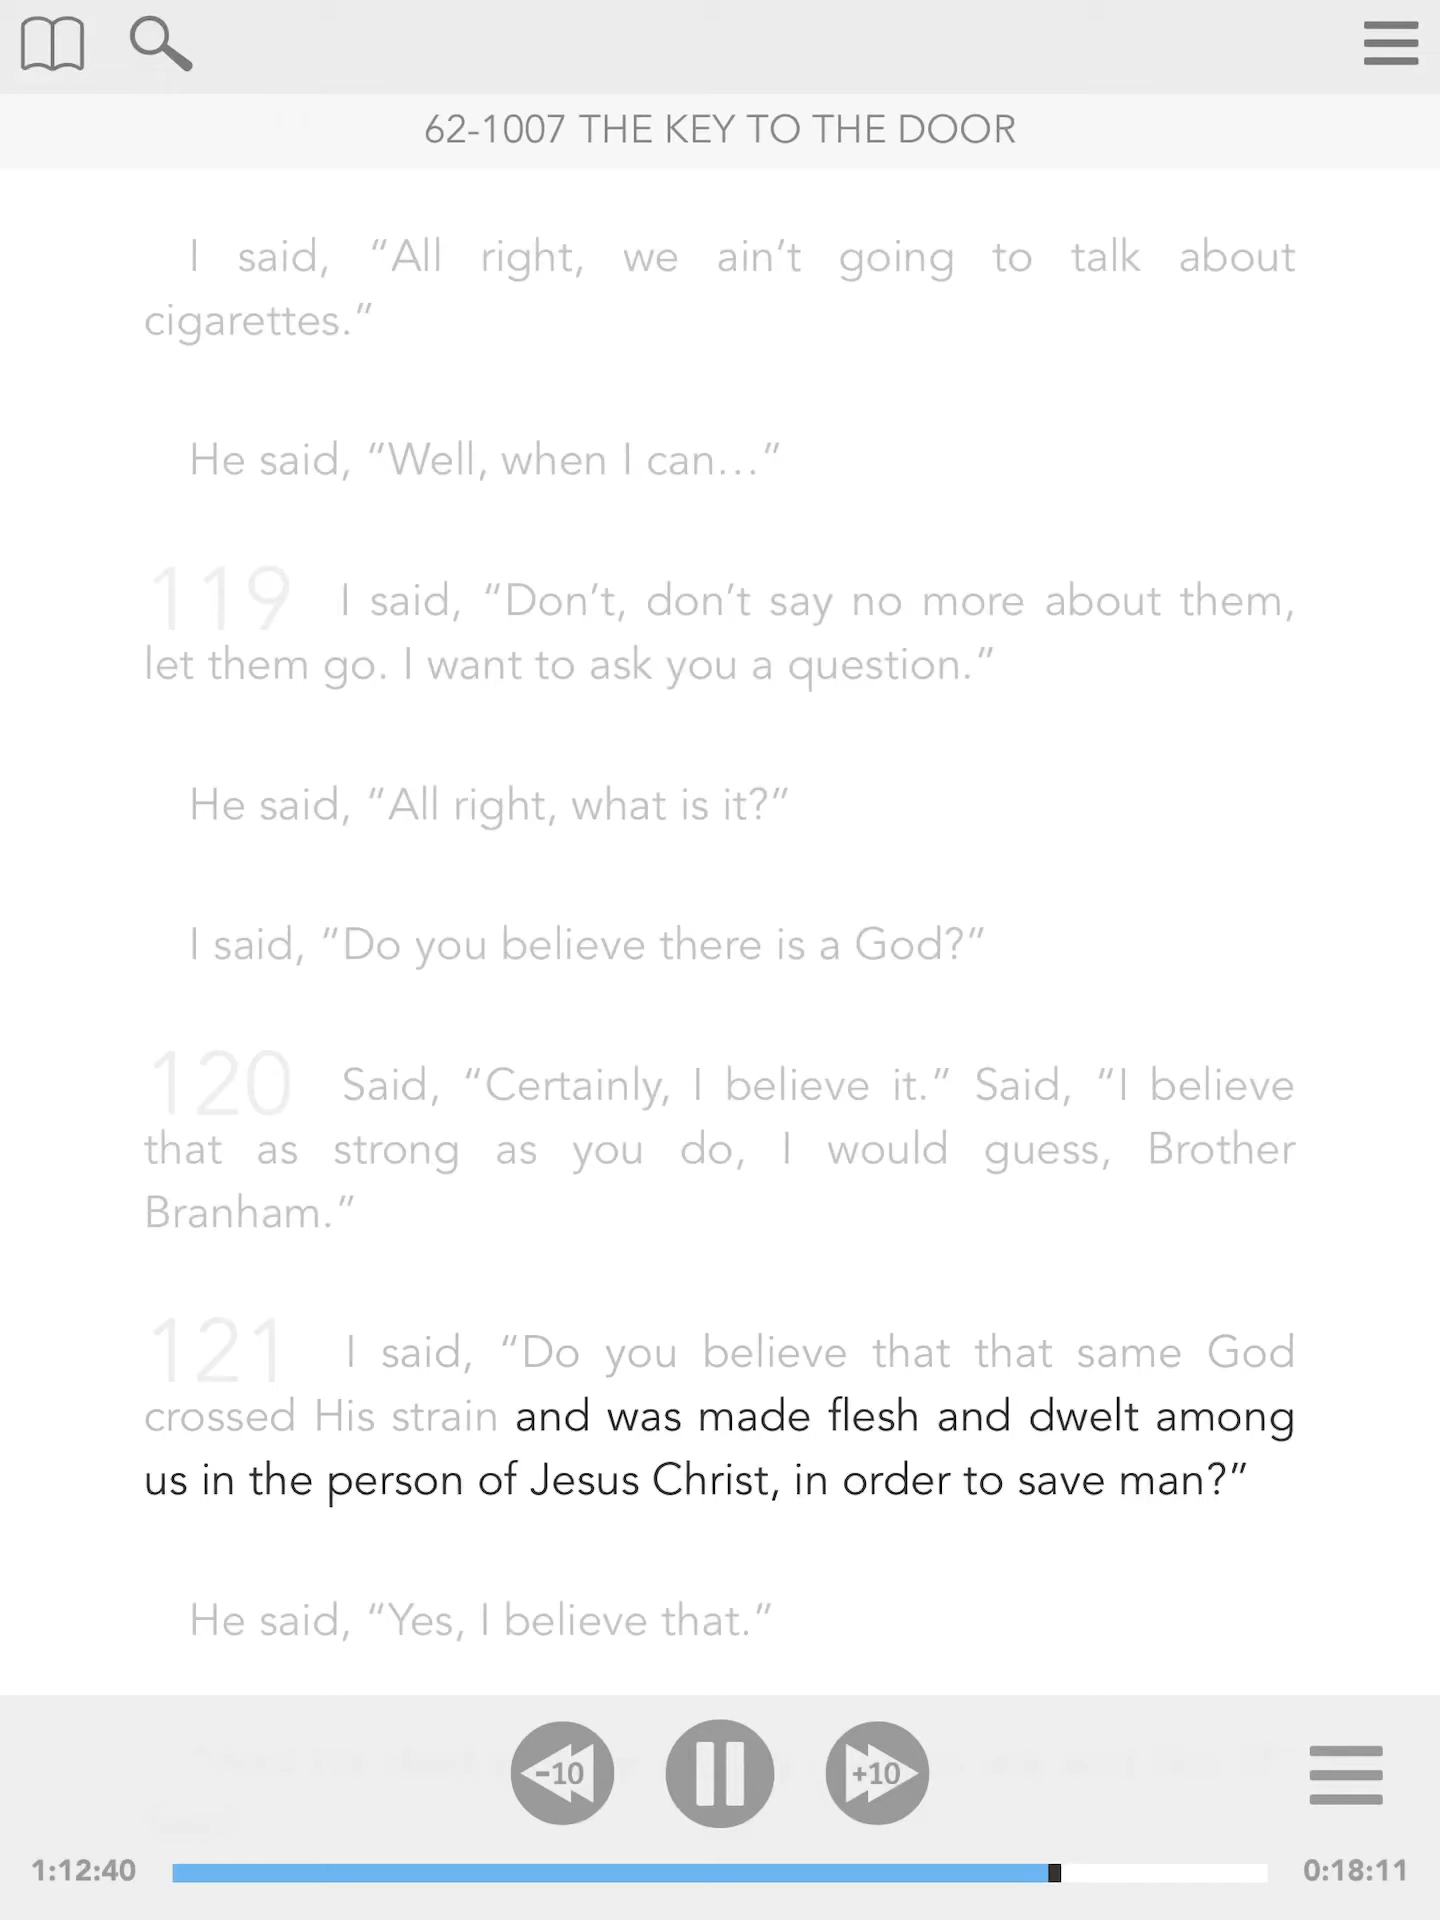 62-1007 THE KEY TO THE DOOR
I said, “All right, we ain’t going to talk about
cigarettes.”
He said, “Well, when I can…”
119 I said, “Don’t, don’t say no more about them,
let them go. I want to ask you a question.”
He said, “All right, what is it?”
I said, “Do you believe there is a God?”
120 Said, “Certainly, I believe it.” Said, “I believe
that as strong as you do, I would guess, Brother
Branham.”
121 I said, “Do you believe that that same God
crossed His strain and was made flesh and dwelt among
us in the person of Jesus Christ, in order to save man?”
He said, “Yes, I believe that.”
-10 +10
1:12:40 0:18:11